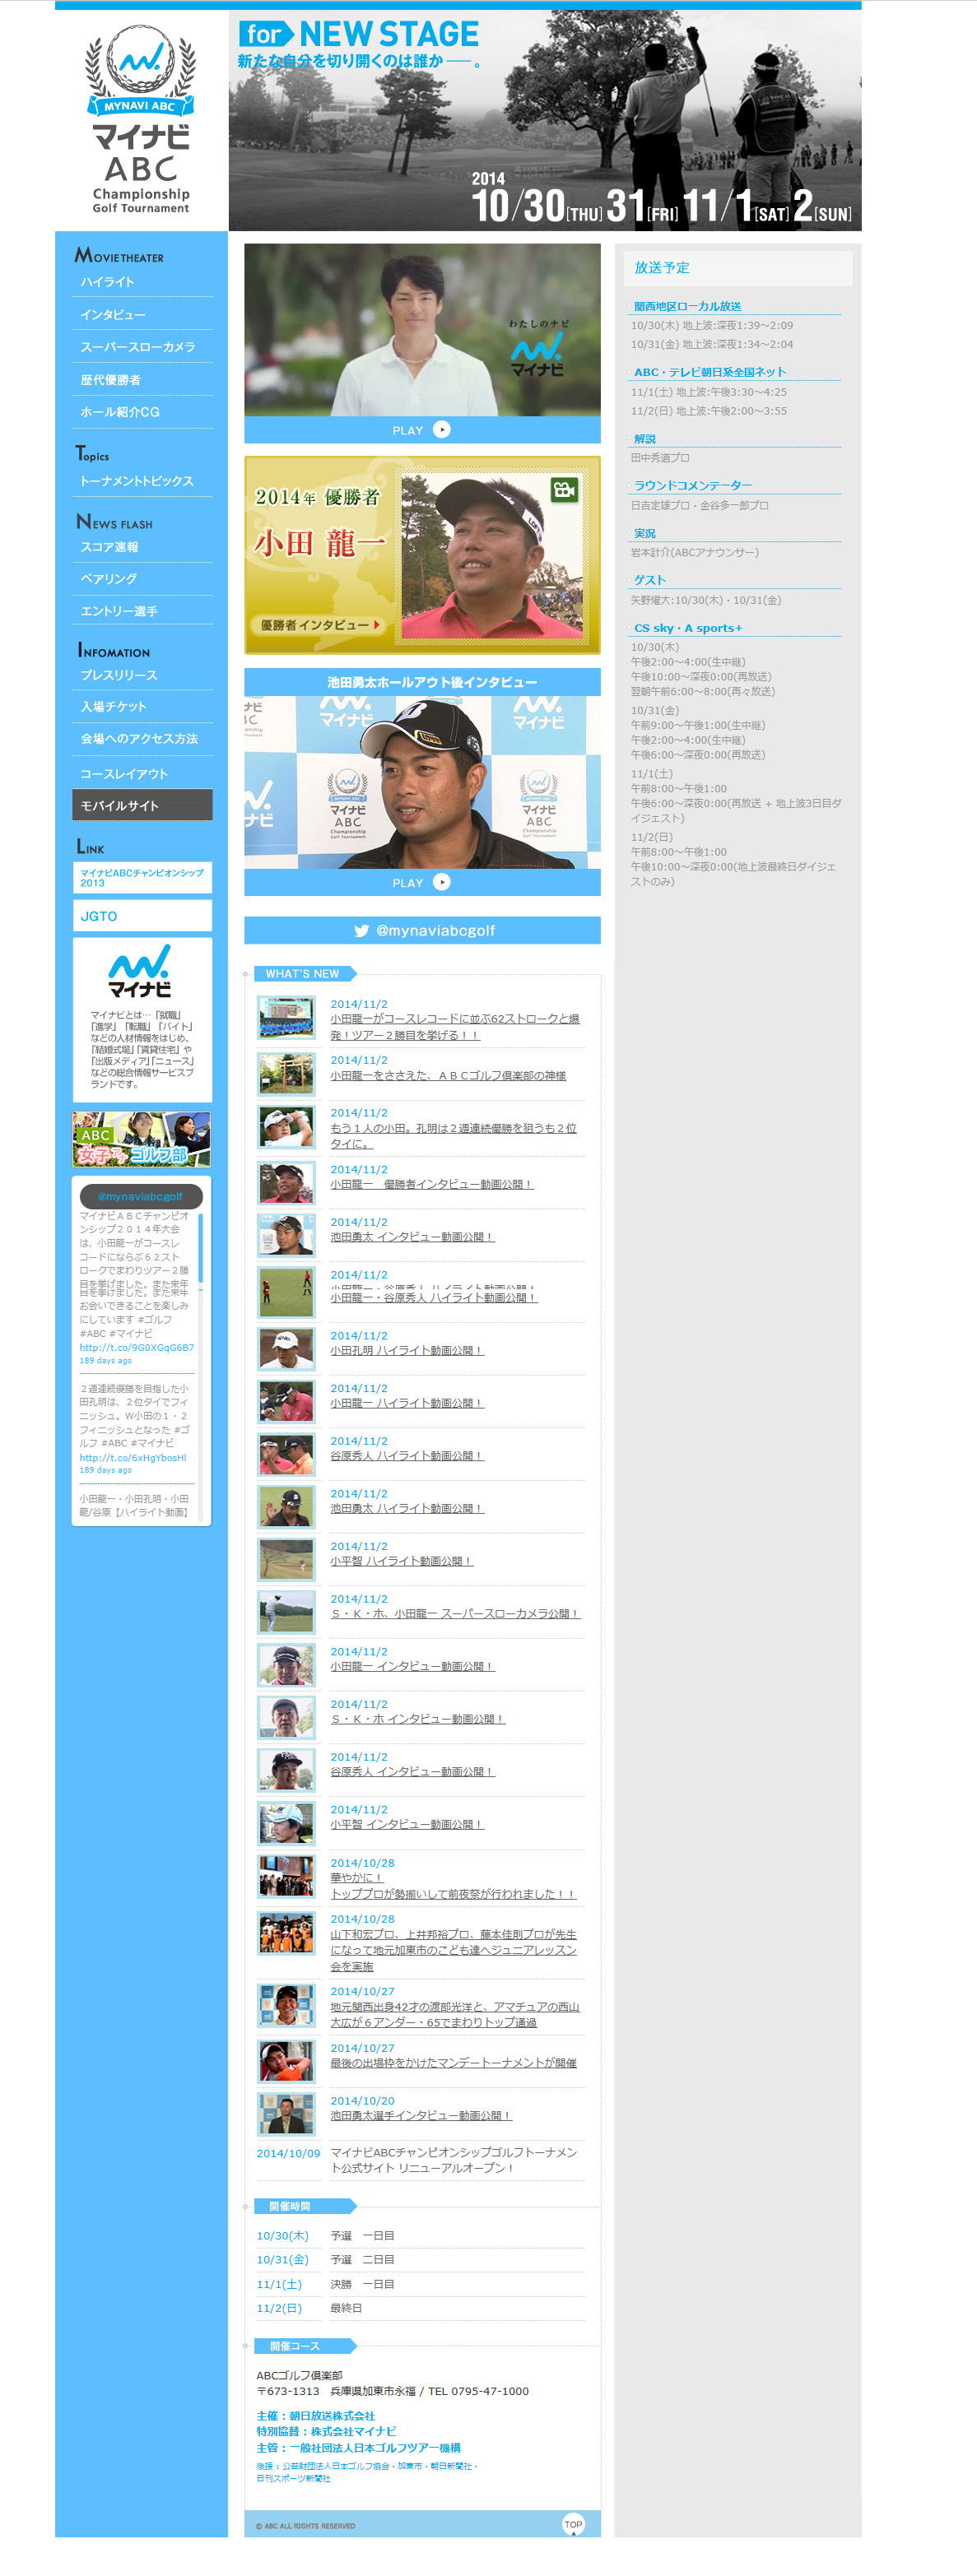 for NEW STAGE
新たな自分を切り開くのは誰か——。
MYNAVI ABC
マイナビ
ABC
Championship
Golf Tournament
2014
10/30[THU]31[FRI] 11/1[SAT]2[SUN]
MOVIETHEATER
ハイライト
インタビュー
スーパースローカメラ
歴代優勝者
ホール紹介CG
Topics
トーナメントトピックス
NEWS FLASH
スコア速報
ペアリング
エントリー選手
INFOMATION
プレスリリース
入場チケット
会場へのアクセス方法
コースレイアウト
モバイルサイト
LINK
マイナビABCチャンピオンシップ
2013
JGTO
マイナビ
マイナビとは…「就職」
「進学」「転職」「バイト」
などの人材情報をはじめ、
「結婚式場」「賃貸住宅」や
「出版メディア」「ニュース」
などの総合情報サービスブ
ランドです。
ABC
女子アナゴルフ部
@mynaviabcgolf
マイナビＡＢＣチャンピオ
ンシップ２０１４年大会
は、小田龍一がコースレ
コードにならぶ６２スト
ロークでまわりツアー２勝
目を挙げました。また来年
目を挙げました。また来年
お会いできることを楽しみ
にしています #ゴルフ
#ABC #マイナビ
http://t.co/9G0XGqG6B7
189 days ago
２週連続優勝を目指した小
田孔明は、２位タイでフィ
ニッシュ。W小田の１・２
フィニッシュとなった #ゴ
ルフ #ABC #マイナビ
http://t.co/6xHgYbosHl
189 days ago
小田龍一・小田孔明・小田
龍/谷原【ハイライト動画】
わたしのナビ
マイナビ
PLAY
2014年 優勝者
小田 龍一
優勝者インタビュー
池田勇太ホールアウト後インタビュー
マイナビ
ABC
Championship
Golf Tournament
PLAY
@mynaviabcgolf
WHAT'S NEW
2014/11/2
小田龍一がコースレコードに並ぶ62ストロークと爆
発！ツアー２勝目を挙げる！！
2014/11/2
小田龍一をささえた、ＡＢＣゴルフ倶楽部の神様
2014/11/2
もう１人の小田。孔明は２週連続優勝を狙うも２位
タイに。
2014/11/2
小田龍一　優勝者インタビュー動画公開！
2014/11/2
池田勇太 インタビュー動画公開！
2014/11/2
小田龍一・谷原秀人 ハイライト動画公開！
小田龍一・谷原秀人 ハイライト動画公開！
2014/11/2
小田孔明 ハイライト動画公開！
2014/11/2
小田龍一 ハイライト動画公開！
2014/11/2
谷原秀人 ハイライト動画公開！
2014/11/2
池田勇太 ハイライト動画公開！
2014/11/2
小平智 ハイライト動画公開！
2014/11/2
Ｓ・Ｋ・ホ、小田龍一 スーパースローカメラ公開！
2014/11/2
小田龍一 インタビュー動画公開！
2014/11/2
Ｓ・Ｋ・ホ インタビュー動画公開！
2014/11/2
谷原秀人 インタビュー動画公開！
2014/11/2
小平智 インタビュー動画公開！
2014/10/28
華やかに！
トッププロが勢揃いして前夜祭が行われました！！
2014/10/28
山下和宏プロ、上井邦裕プロ、藤本佳則プロが先生
になって地元加東市のこども達へジュニアレッスン
会を実施
2014/10/27
地元関西出身42才の渡部光洋と、アマチュアの西山
大広が６アンダー・65でまわりトップ通過
2014/10/27
最後の出場枠をかけたマンデートーナメントが開催
2014/10/20
池田勇太選手インタビュー動画公開！
2014/10/09 マイナビABCチャンピオンシップゴルフトーナメン
ト公式サイト リニューアルオープン！
開催時間
10/30(木) 予選　一日目
10/31(金) 予選　二日目
11/1(土) 決勝　一日目
11/2(日) 最終日
開催コース
ABCゴルフ倶楽部
〒673-1313　兵庫県加東市永福 / TEL 0795-47-1000
主催：朝日放送株式会社
特別協賛：株式会社マイナビ
主管：一般社団法人日本ゴルフツアー機構
後援：公益財団法人日本ゴルフ協会・加東市・朝日新聞社・
日刊スポーツ新聞社
© ABC ALL RIGHTS RESERVED
TOP
放送予定
関西地区ローカル放送
10/30(木) 地上波:深夜1:39～2:09
10/31(金) 地上波:深夜1:34～2:04
ABC・テレビ朝日系全国ネット
11/1(土) 地上波:午後3:30～4:25
11/2(日) 地上波:午後2:00～3:55
解説
田中秀道プロ
ラウンドコメンテーター
日吉定雄プロ・金谷多一郎プロ
実況
岩本計介(ABCアナウンサー)
ゲスト
矢野燿大:10/30(木)・10/31(金)
CS sky・A sports+
10/30(木)
午後2:00～4:00(生中継)
午後10:00～深夜0:00(再放送)
翌朝午前6:00～8:00(再々放送)
10/31(金)
午前9:00～午後1:00(生中継)
午後2:00～4:00(生中継)
午後6:00～深夜0:00(再放送)
11/1(土)
午前8:00～午後1:00
午後6:00～深夜0:00(再放送 + 地上波3日目ダ
イジェスト)
11/2(日)
午前8:00～午後1:00
午後10:00～深夜0:00(地上波最終日ダイジェ
ストのみ)